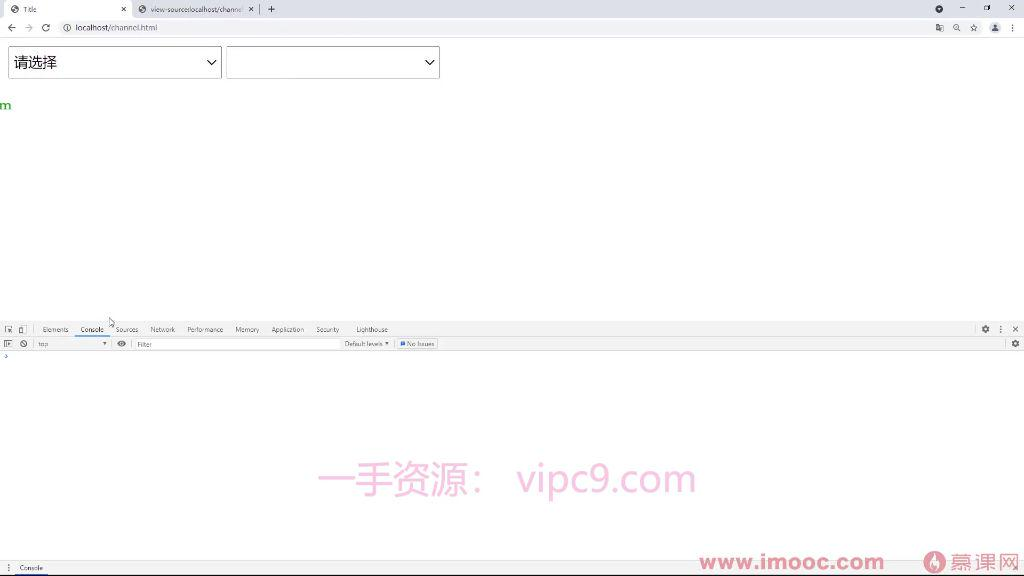 Title
view-source:localhost/channel
localhost/channel.html
请选择
m
Elements Console Sources Network Performance Memory Application Security Lighthouse
top Filter Default levels No Issues
一手资源： vipc9.com
www.imooc.com 慕课网
Console